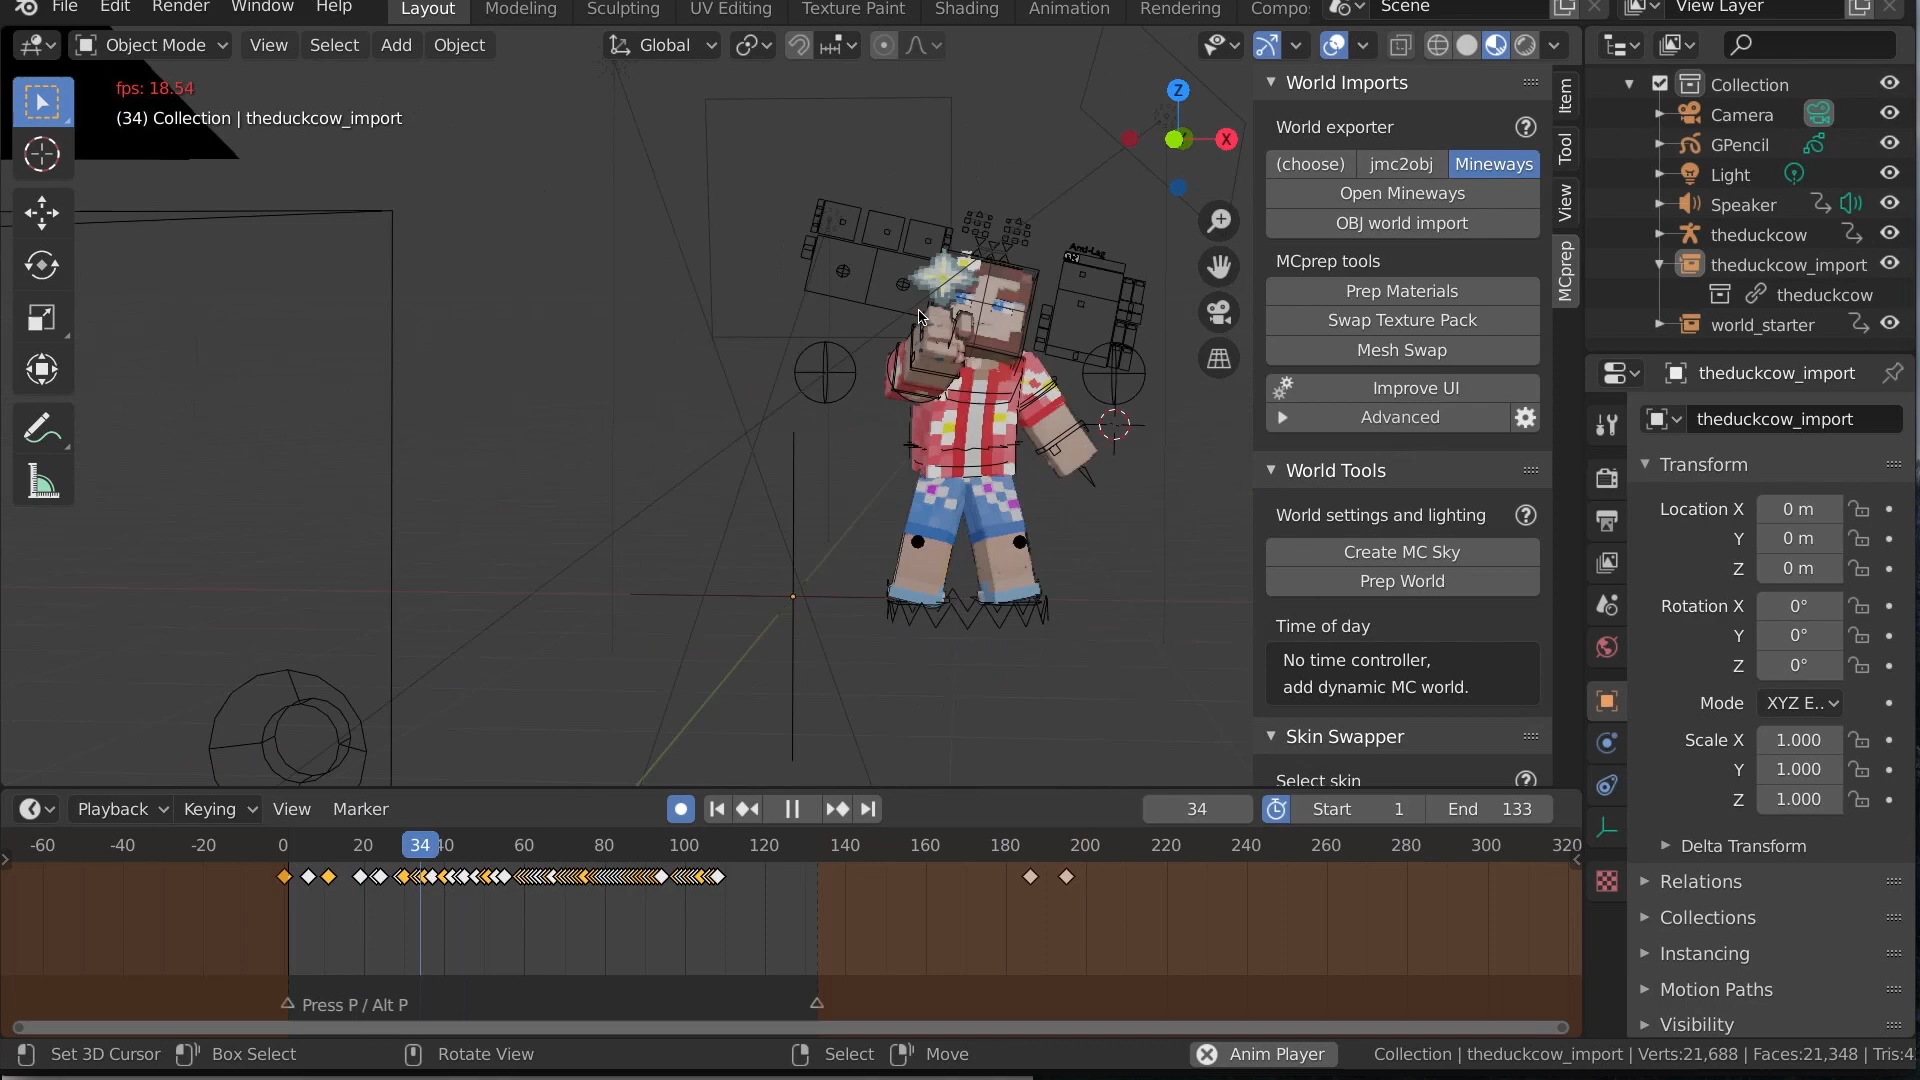 File Edit Render Window Help Layout Modeling Sculpting UV Editing Texture Paint Shading Animation Rendering Compo Scene View Layer
Object Mode View Select Add Object Global
fps: 18.54
(34) Collection | theduckcow_import
Z
X
World Imports
World exporter
(choose) jmc2obj Mineways
Open Mineways
OBJ world import
MCprep tools
Prep Materials
Swap Texture Pack
Mesh Swap
Improve UI
Advanced
World Tools
World settings and lighting
Create MC Sky
Prep World
Time of day
No time controller,
add dynamic MC world.
Skin Swapper
Select skin
Item
Tool
View
MCprep
Collection
Camera
GPencil
Light
Speaker
theduckcow
theduckcow_import
theduckcow
world_starter
theduckcow_import
theduckcow_import
Transform
Location X 0 m
Y 0 m
Z 0 m
Rotation X 0°
Y 0°
Z 0°
Mode XYZ E..
Scale X 1.000
Y 1.000
Z 1.000
Delta Transform
Relations
Collections
Instancing
Motion Paths
Visibility
Playback Keying View Marker 34 Start 1 End 133
-60 -40 -20 0 20 34 40 60 80 100 120 140 160 180 200 220 240 260 280 300 320
Press P / Alt P
Set 3D Cursor Box Select Rotate View Select Move Anim Player Collection | theduckcow_import | Verts:21,688 | Faces:21,348 | Tris:4